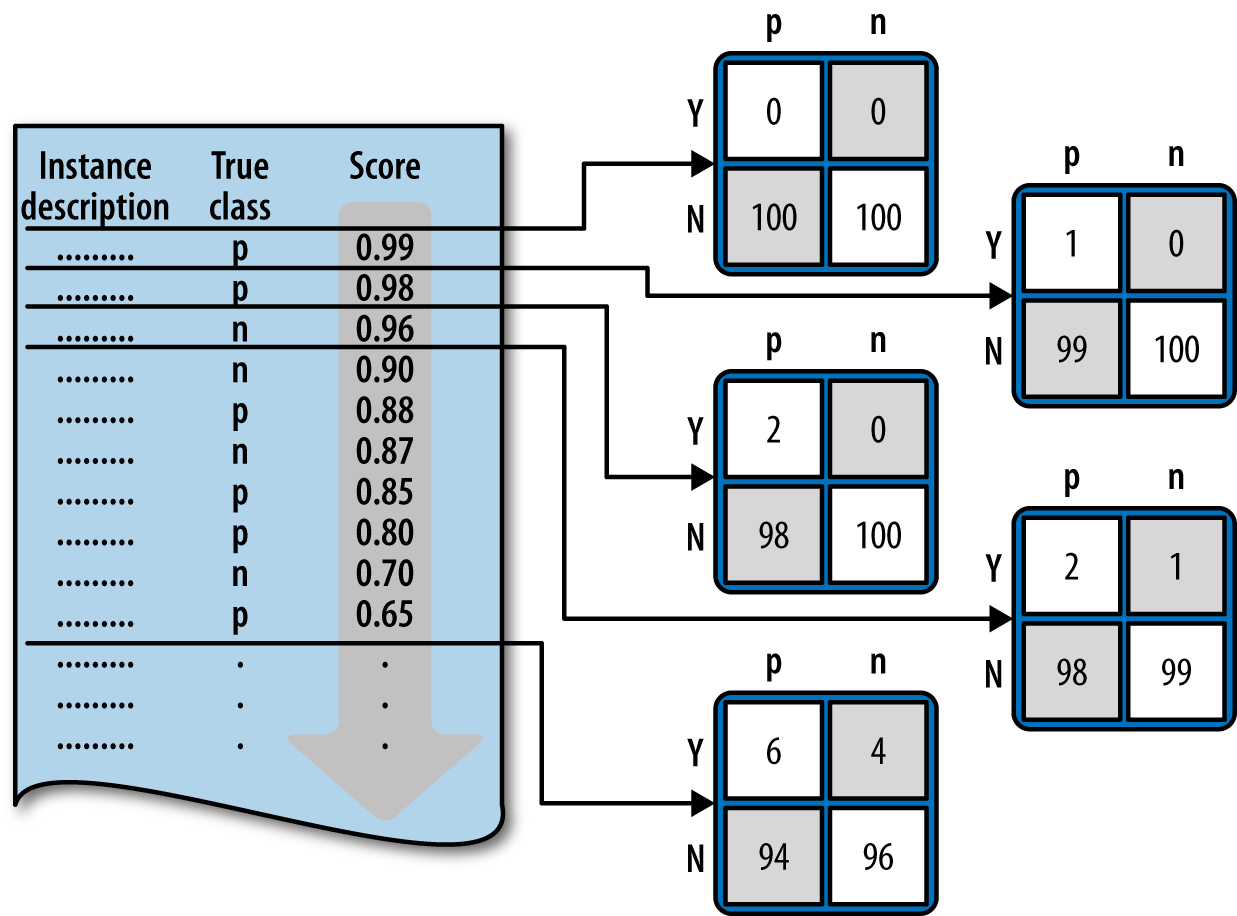 Instance description True class Score
......... p 0.99
......... p 0.98
......... n 0.96
......... n 0.90
......... p 0.88
......... n 0.87
......... p 0.85
......... p 0.80
......... n 0.70
......... p 0.65
......... . .
......... . .
......... . .
p n
Y 0 0
N 100 100
p n
Y 1 0
N 99 100
p n
Y 2 0
N 98 100
p n
Y 2 1
N 98 99
p n
Y 6 4
N 94 96